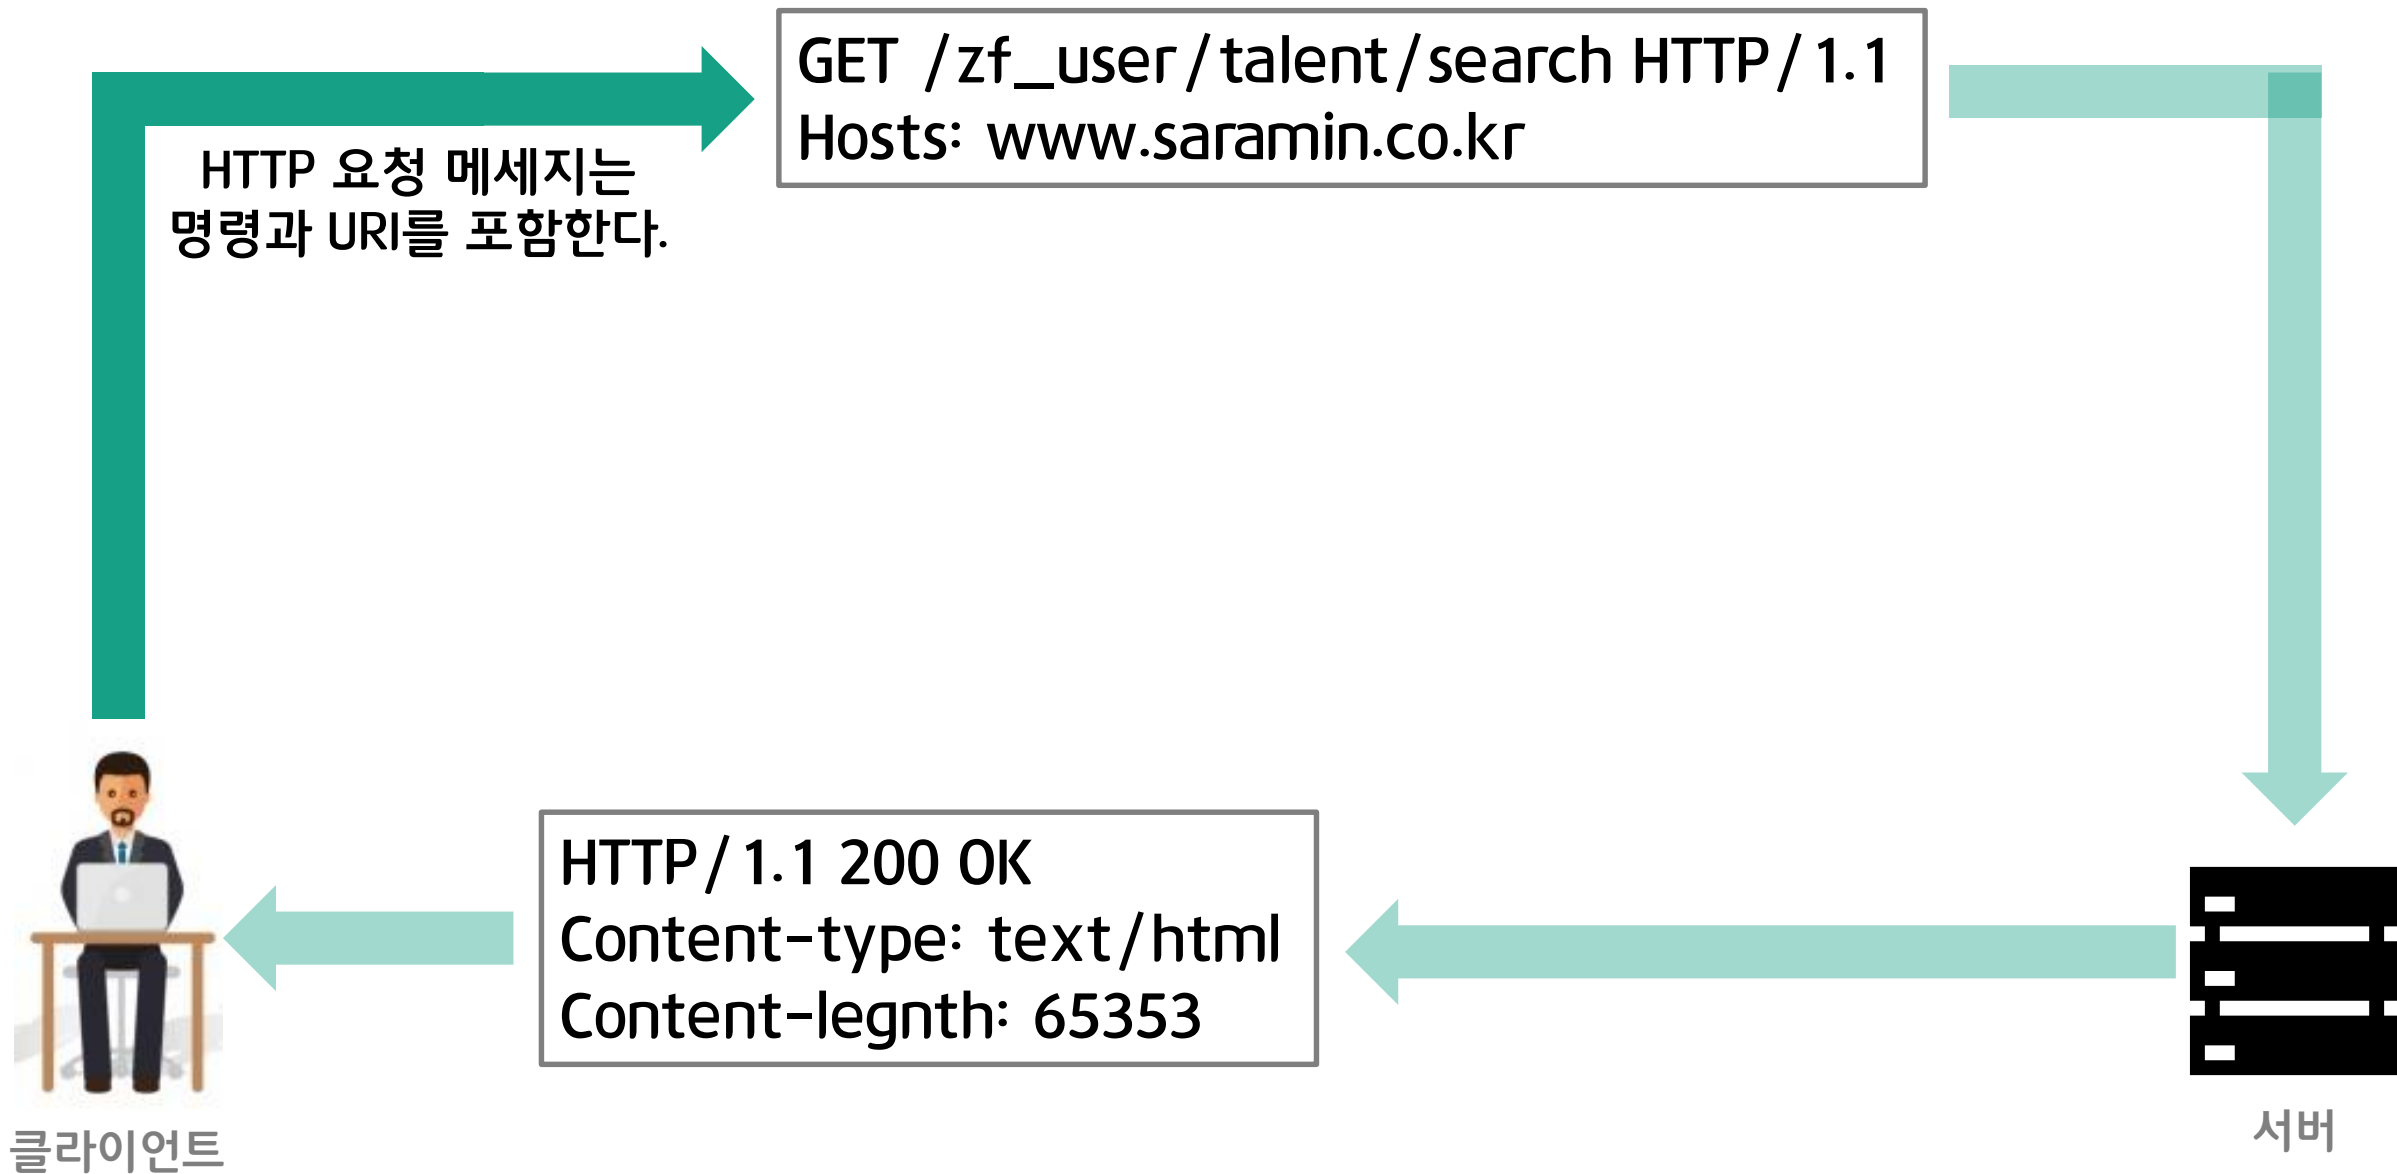 GET /zf_user/talent/search HTTP/1.1
Hosts: www.saramin.co.kr
HTTP 요청 메세지는
명령과 URI를 포함한다.
HTTP/1.1 200 OK
Content-type: text/html
Content-legnth: 65353
클라이언트
서버